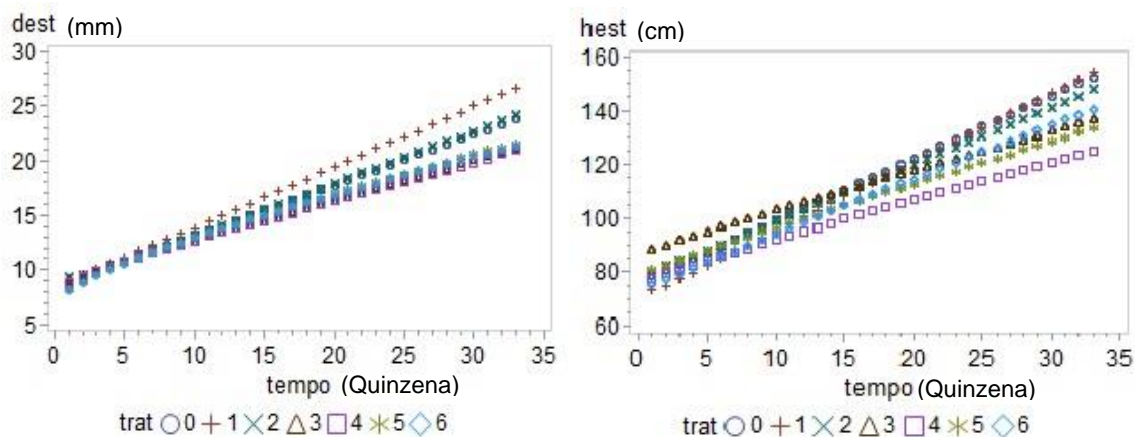 dest (mm)
30
25
20
15
10
5
0 5 10 15 20 25 30 35
tempo (Quinzena)
trat 0 1 2 3 4 5 6
hest (cm)
160
140
120
100
80
60
0 5 10 15 20 25 30 35
tempo (Quinzena)
trat 0 1 2 3 4 5 6